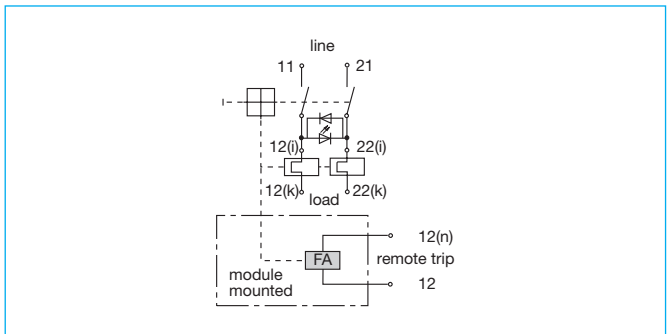 line
11 21
12(i) 22(i)
12(k) 22(k)
load
12(n)
FA remote trip
module
mounted
12